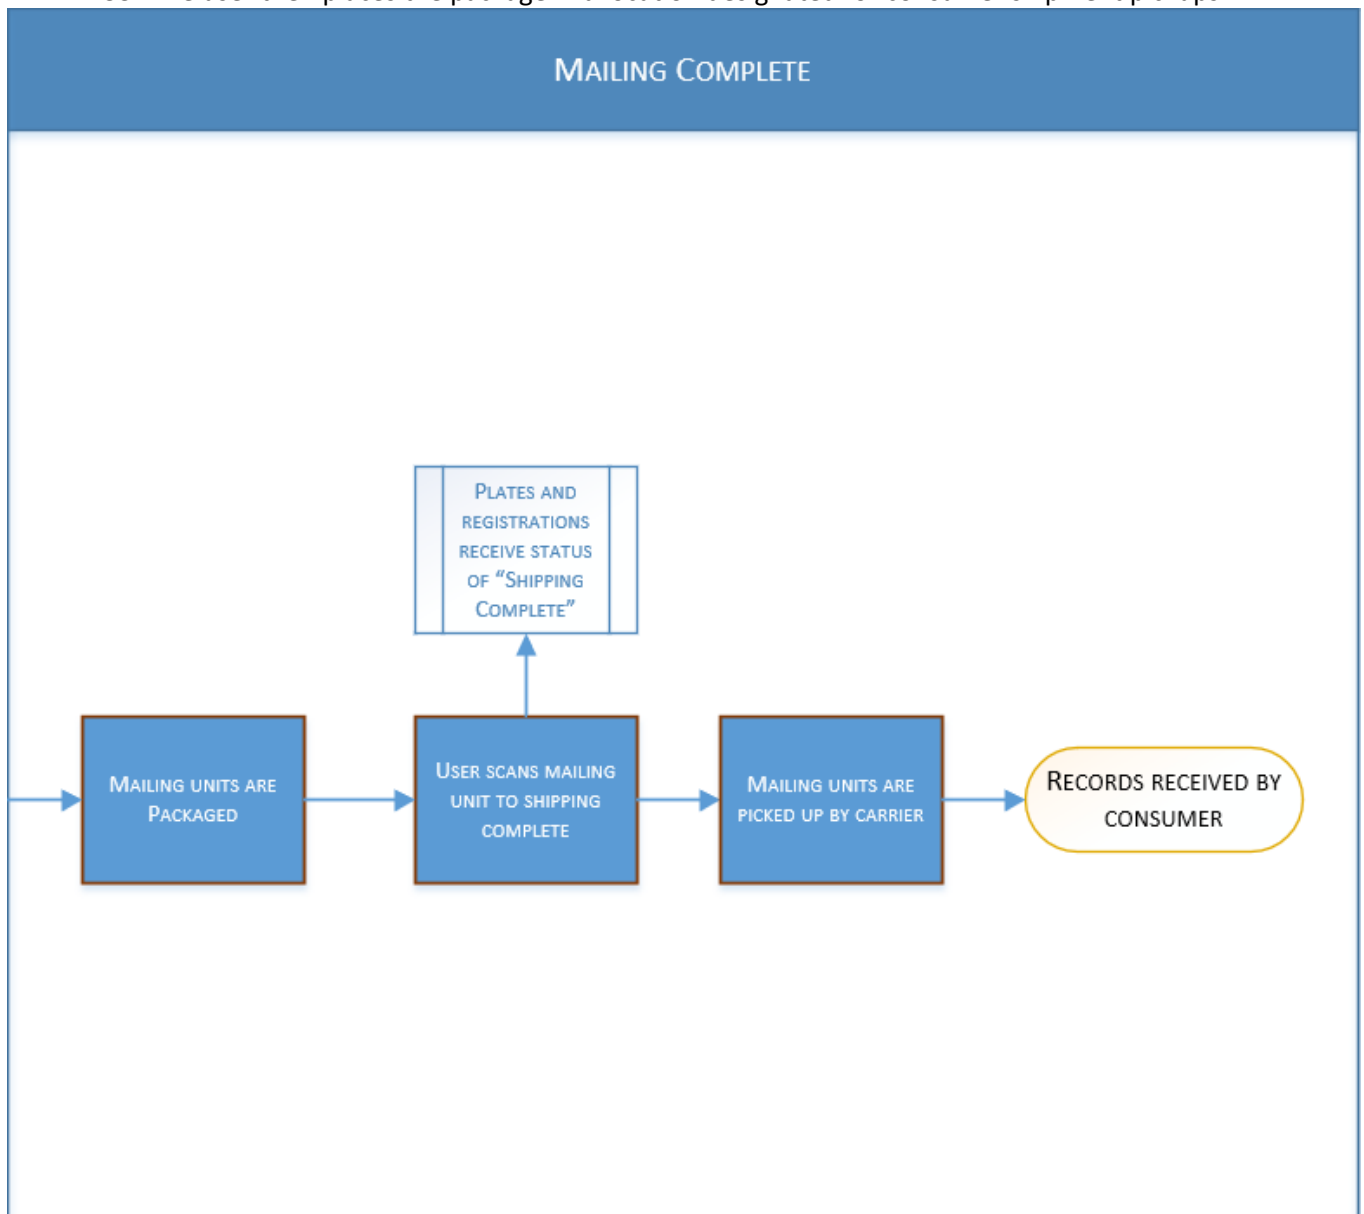 MAILING COMPLETE
PLATES AND
REGISTRATIONS
RECEIVE STATUS
OF “SHIPPING
COMPLETE”
MAILING UNITS ARE
PACKAGED
USER SCANS MAILING
UNIT TO SHIPPING
COMPLETE
MAILING UNITS ARE
PICKED UP BY CARRIER
RECORDS RECEIVED BY
CONSUMER